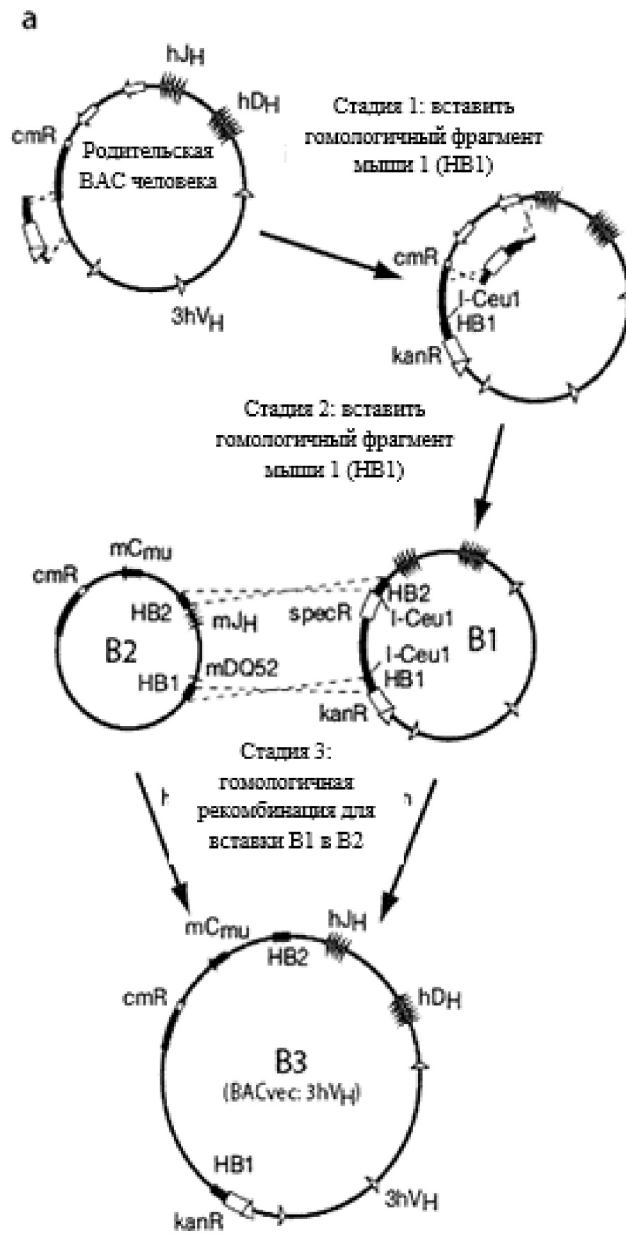 a
hJH
hDH
cmR
Родительская
BAC человека
3hVH
Стадия 1: вставить
гомологичный фрагмент
мыши 1 (HB1)
cmR
I-Ceu1
HB1
kanR
Стадия 2: вставить
гомологичный фрагмент
мыши 1 (HB1)
mCmu
cmR
HB2
mJH
B2
mDQ52
HB1
specR
HB2
I-Ceu1
B1
I-Ceu1
HB1
kanR
Стадия 3:
гомологичная
рекомбинация для
вставки B1 в B2
mCmu
hJH
HB2
cmR
hDH
B3
(BACvec: 3hVH)
HB1
3hVH
kanR